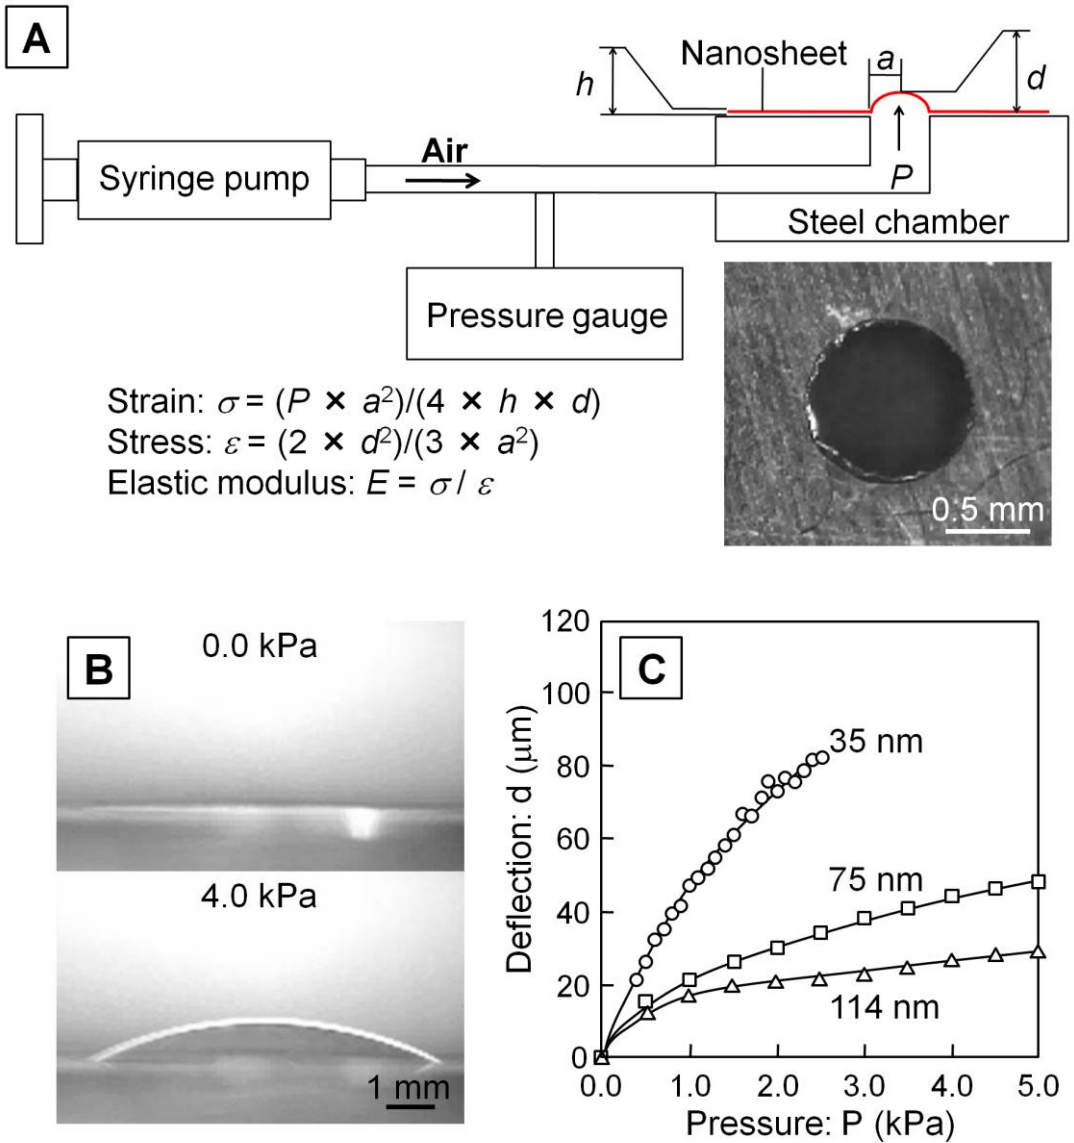 A
Nanosheet
a
h
d
Syringe pump
Air
P
Steel chamber
Pressure gauge
Strain: σ = (P × a²)/(4 × h × d)
Stress: ε = (2 × d²)/(3 × a²)
Elastic modulus: E = σ / ε
0.5 mm
B
0.0 kPa
4.0 kPa
1 mm
C
120
100
80
60
40
20
0
Deflection: d (μm)
35 nm
75 nm
114 nm
0.0 1.0 2.0 3.0 4.0 5.0
Pressure: P (kPa)